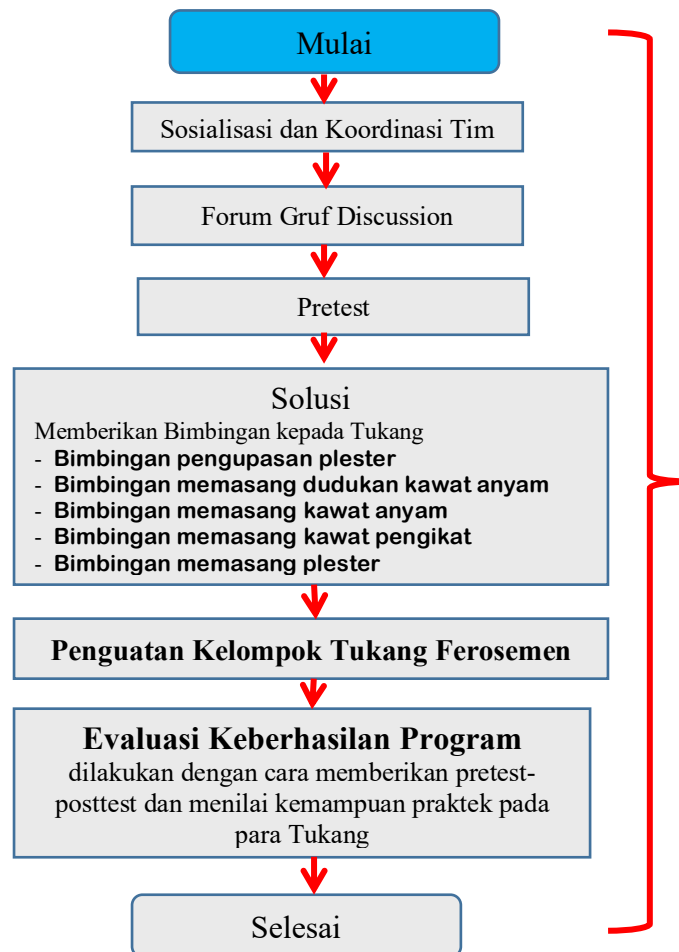 Mulai
Sosialisasi dan Koordinasi Tim
Forum Gruf Discussion
Pretest
Solusi
Memberikan Bimbingan kepada Tukang
- Bimbingan pengupasan plester
- Bimbingan memasang dudukan kawat anyam
- Bimbingan memasang kawat anyam
- Bimbingan memasang kawat pengikat
- Bimbingan memasang plester
Penguatan Kelompok Tukang Ferosemen
Evaluasi Keberhasilan Program
dilakukan dengan cara memberikan pretest-
posttest dan menilai kemampuan praktek pada
para Tukang
Selesai